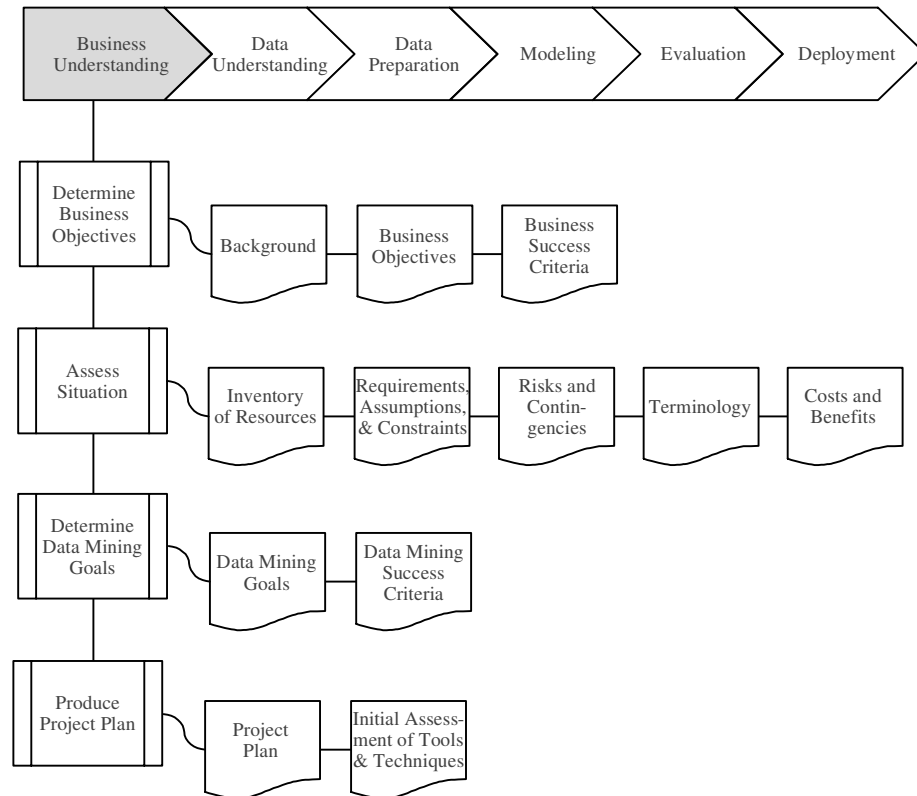 Business
Understanding
Data
Understanding
Data
Preparation
Modeling
Evaluation
Deployment
Determine
Business
Objectives
Background
Business
Objectives
Business
Success
Criteria
Assess
Situation
Inventory
of Resources
Requirements,
Assumptions,
& Constraints
Risks and
Contin-
gencies
Terminology
Costs and
Benefits
Determine
Data Mining
Goals
Data Mining
Goals
Data Mining
Success
Criteria
Produce
Project Plan
Project
Plan
Initial Assess-
ment of Tools
& Techniques